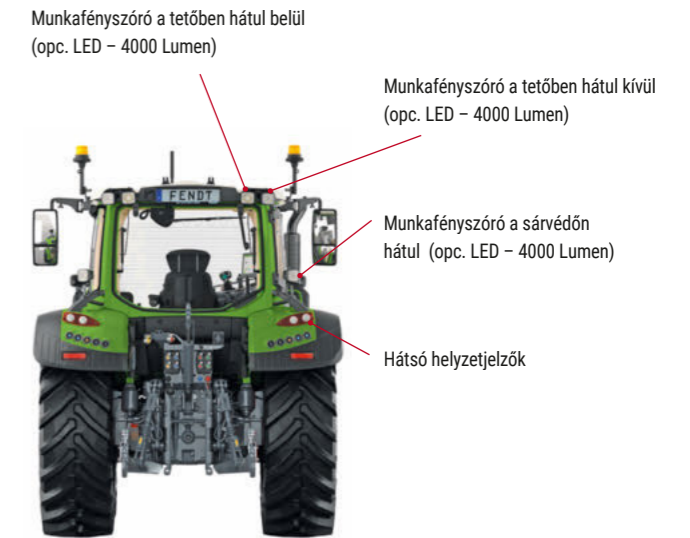 Munkafényszóró a tetőben hátul belül
(opc. LED – 4000 Lumen)
Munkafényszóró a tetőben hátul kívül
(opc. LED – 4000 Lumen)
FENDT
Munkafényszóró a sárvédőn
hátul (opc. LED – 4000 Lumen)
Hátsó helyzetjelzők